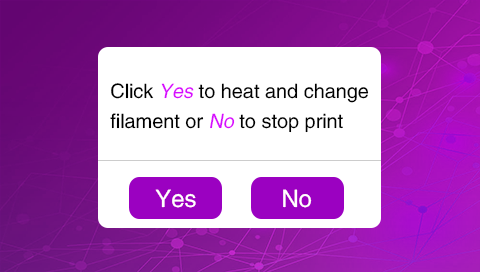 Click Yes to heat and change
filament or No to stop print
Yes
No